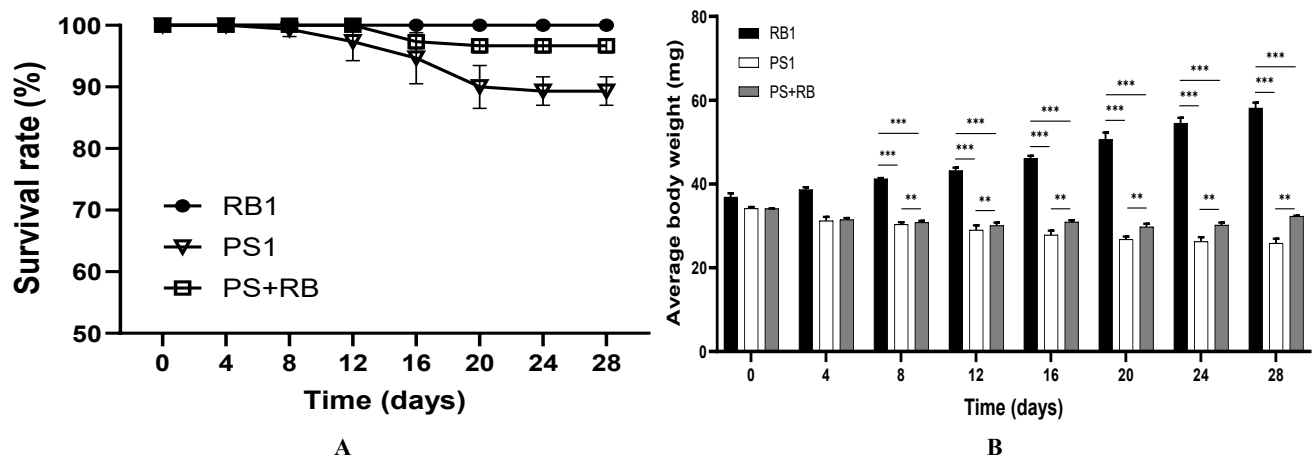 Survival rate (%)
100
90
80
70
60
50
RB1
PS1
PS+RB
0 4 8 12 16 20 24 28
Time (days)
A
Average body weight (mg)
80
60
40
20
0
RB1
PS1
PS+RB
*** *** *** *** *** ***
*** *** *** *** *** ***
** ** ** ** ** **
0 4 8 12 16 20 24 28
Time (days)
B